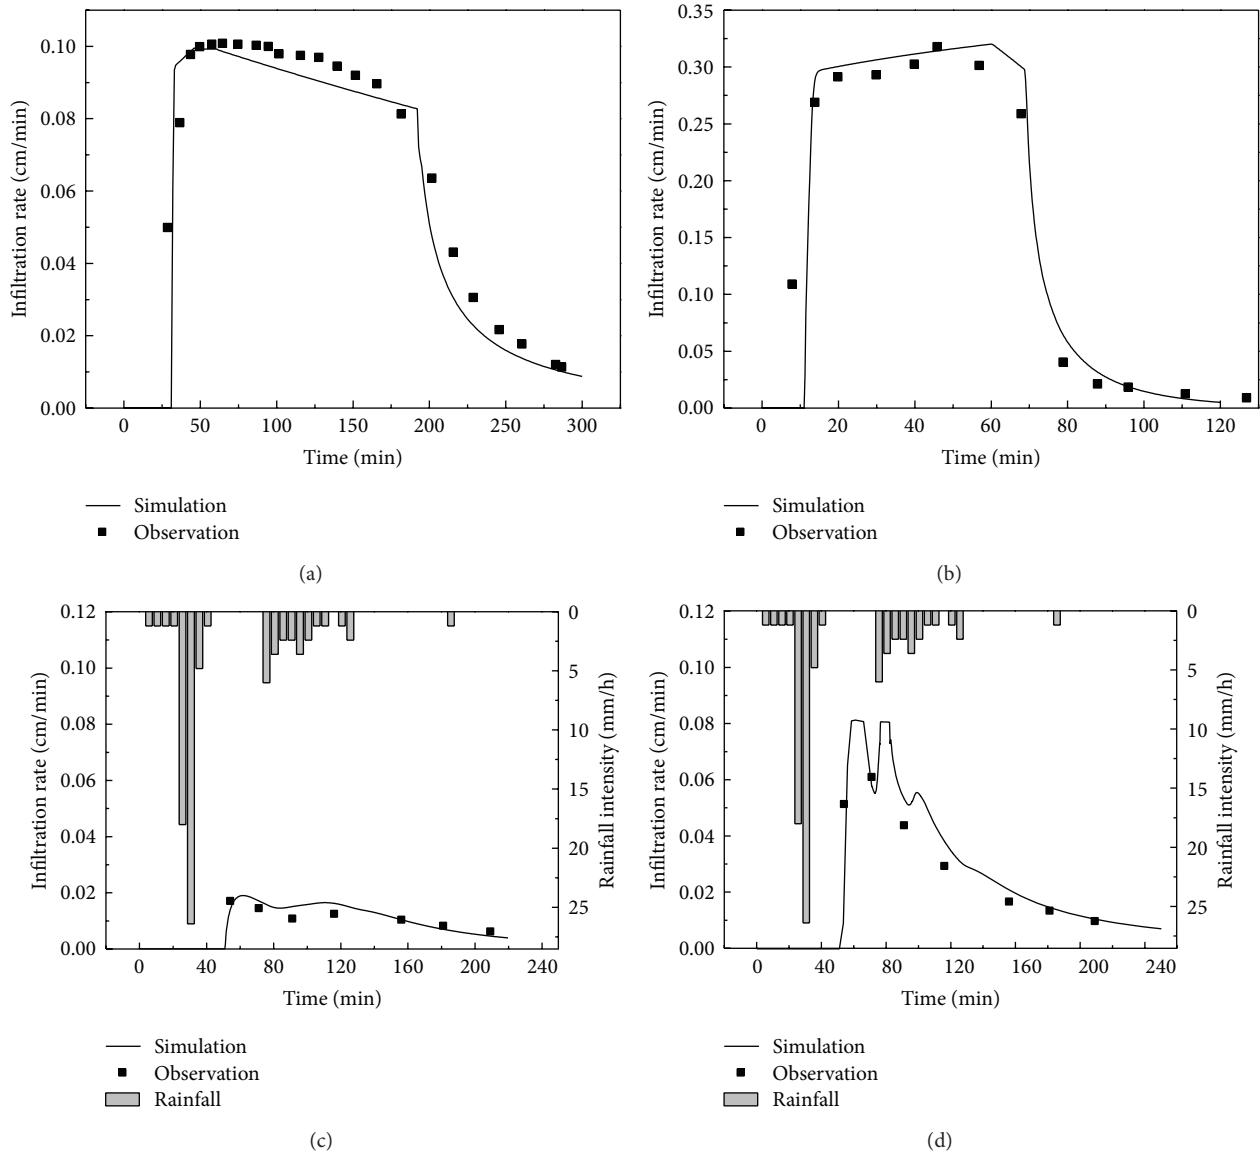 0.10
0.08
0.06
0.04
0.02
0.00
Infiltration rate (cm/min)
0 50 100 150 200 250 300
Time (min)
Simulation
Observation
(a)
0.35
0.30
0.25
0.20
0.15
0.10
0.05
0.00
Infiltration rate (cm/min)
0 20 40 60 80 100 120
Time (min)
Simulation
Observation
(b)
0.12
0.10
0.08
0.06
0.04
0.02
0.00
Infiltration rate (cm/min)
0
5
10
15
20
25
Rainfall intensity (mm/h)
0 40 80 120 160 200 240
Time (min)
Simulation
Observation
Rainfall
(c)
0.12
0.10
0.08
0.06
0.04
0.02
0.00
Infiltration rate (cm/min)
0
5
10
15
20
25
Rainfall intensity (mm/h)
0 40 80 120 160 200 240
Time (min)
Simulation
Observation
Rainfall
(d)